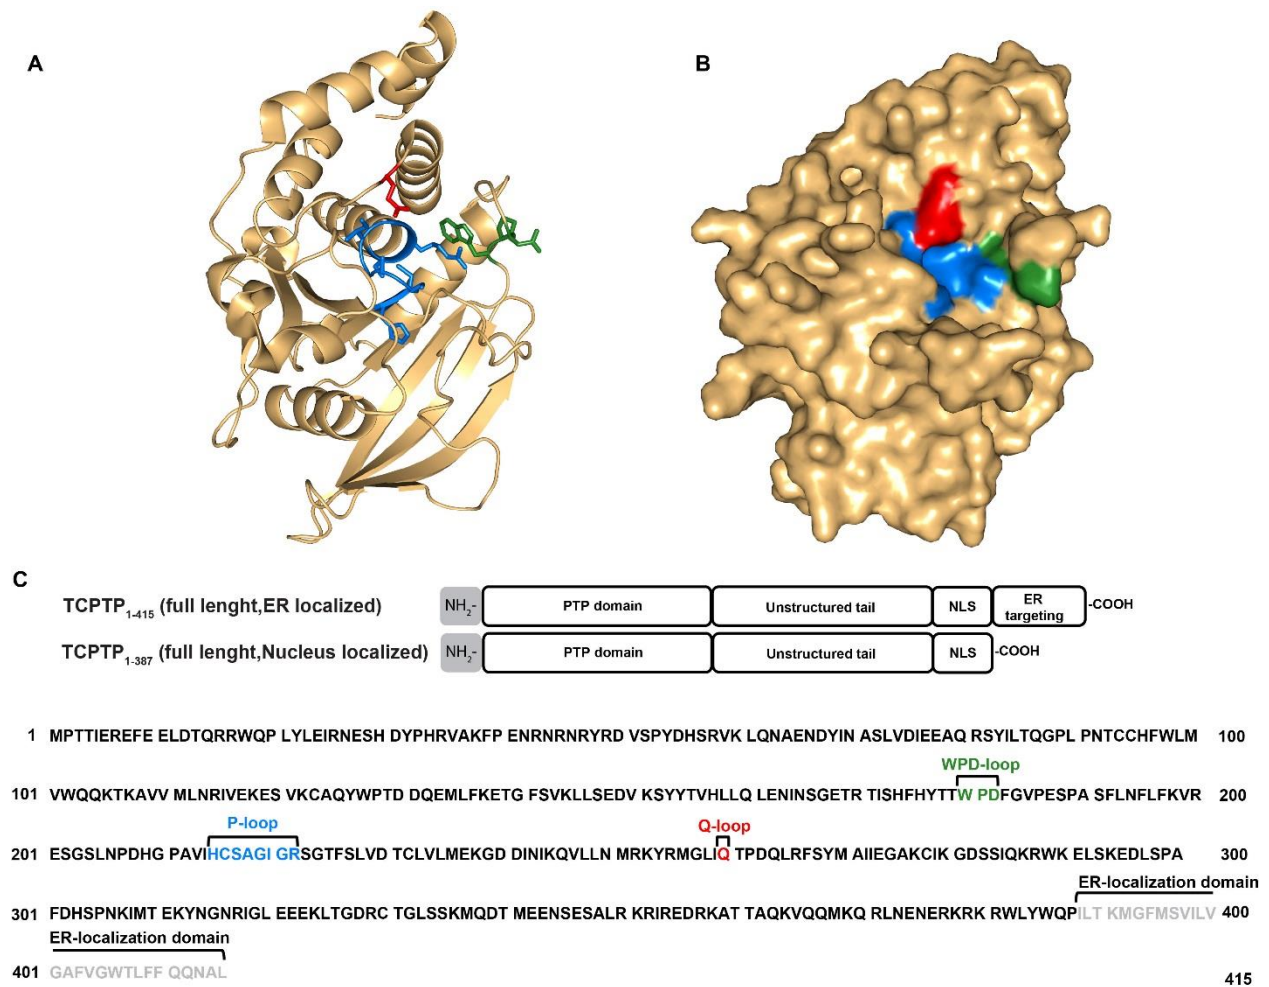 A
B
C
TCPTP1-415 (full lenght,ER localized)
NH2-
PTP domain
Unstructured tail
NLS
ER targeting
-COOH
TCPTP1-387 (full lenght,Nucleus localized)
NH2-
PTP domain
Unstructured tail
NLS
-COOH
1 MPTTIEREFE ELDTQRRWQP LYLEIRNESH DYPHRVAKFP ENRNRNRYRD VSPYDHSRVK LQNAENDYIN ASLVDIEEAQ RSYILTQGPL PNTCCHFWLM 100
WPD-loop
101 VWQQKTKAVV MLNRIVEKES VKCAQYWPTD DQEMLFKETG FSVKLLSEDV KSYYTVHLLQ LENINSGETR TISHFHYTTW PDFGVPESPA SFLNFLFKVR 200
P-loop
Q-loop
201 ESGSLNPDHG PAVIHCSAGI GRSGTFSLVD TCLVLMEKGD DINIKQVLLN MRKYRMGLIQ TPDQLRFSYM AIIEGAKCIK GDSSIQKRWK ELSKEDLSPA 300
ER-localization domain
301 FDHSPNKIMT EKYNGNRIGL EEEKLTGDRC TGLSSKMQDT MEENSESALR KRIREDRKAT TAQKVQQMKQ RLNENERKRK RWLYWQPILT KMGFMSVILV 400
ER-localization domain
401 GAFVGWTLFF QQNAL 415